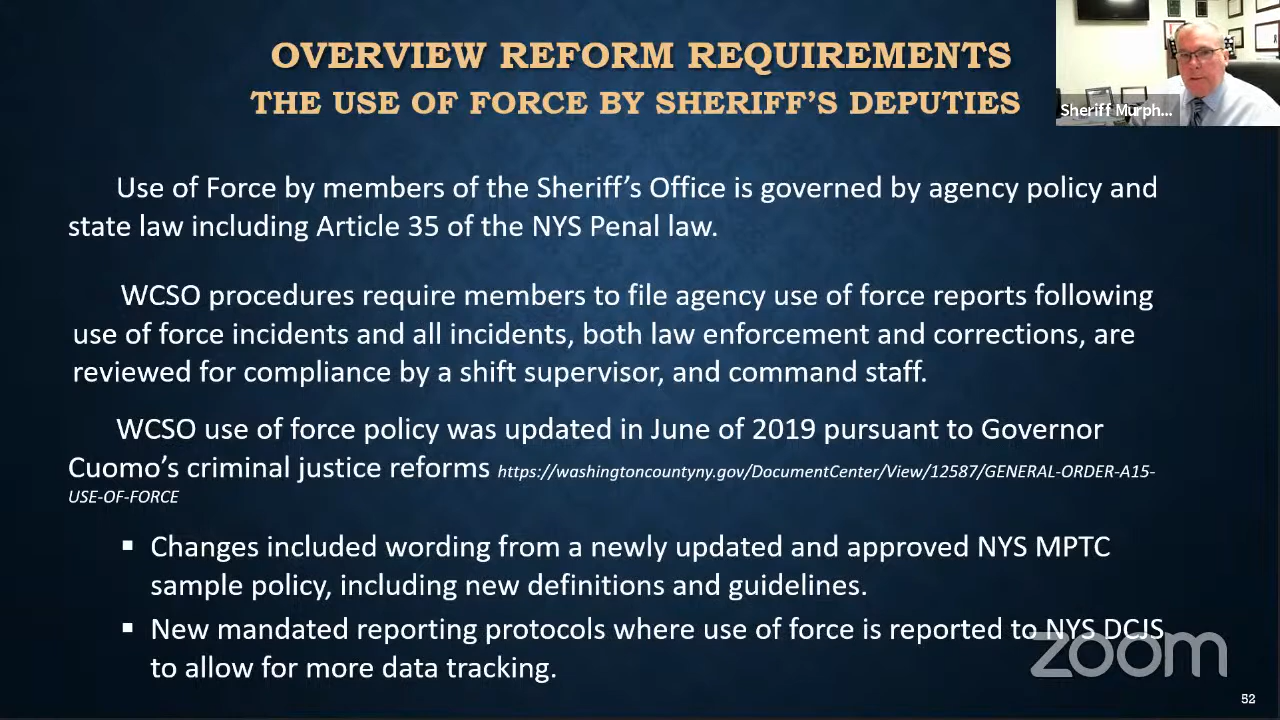 OVERVIEW REFORM REQUIREMENTS
THE USE OF FORCE BY SHERIFF'S DEPUTIES
Sheriff Murph...
Use of Force by members of the Sheriff's Office is governed by agency policy and
state law including Article 35 of the NYS Penal law.
WCSO procedures require members to file agency use of force reports following
use of force incidents and all incidents, both law enforcement and corrections, are
reviewed for compliance by a shift supervisor, and command staff.
WCSO use of force policy was updated in June of 2019 pursuant to Governor
Cuomo's criminal justice reforms https://washingtoncountyny.gov/DocumentCenter/View/12587/GENERAL-ORDER-A15-
USE-OF-FORCE
▪ Changes included wording from a newly updated and approved NYS MPTC
sample policy, including new definitions and guidelines.
▪ New mandated reporting protocols where use of force is reported to NYS DCJS
to allow for more data tracking.
zoom
52